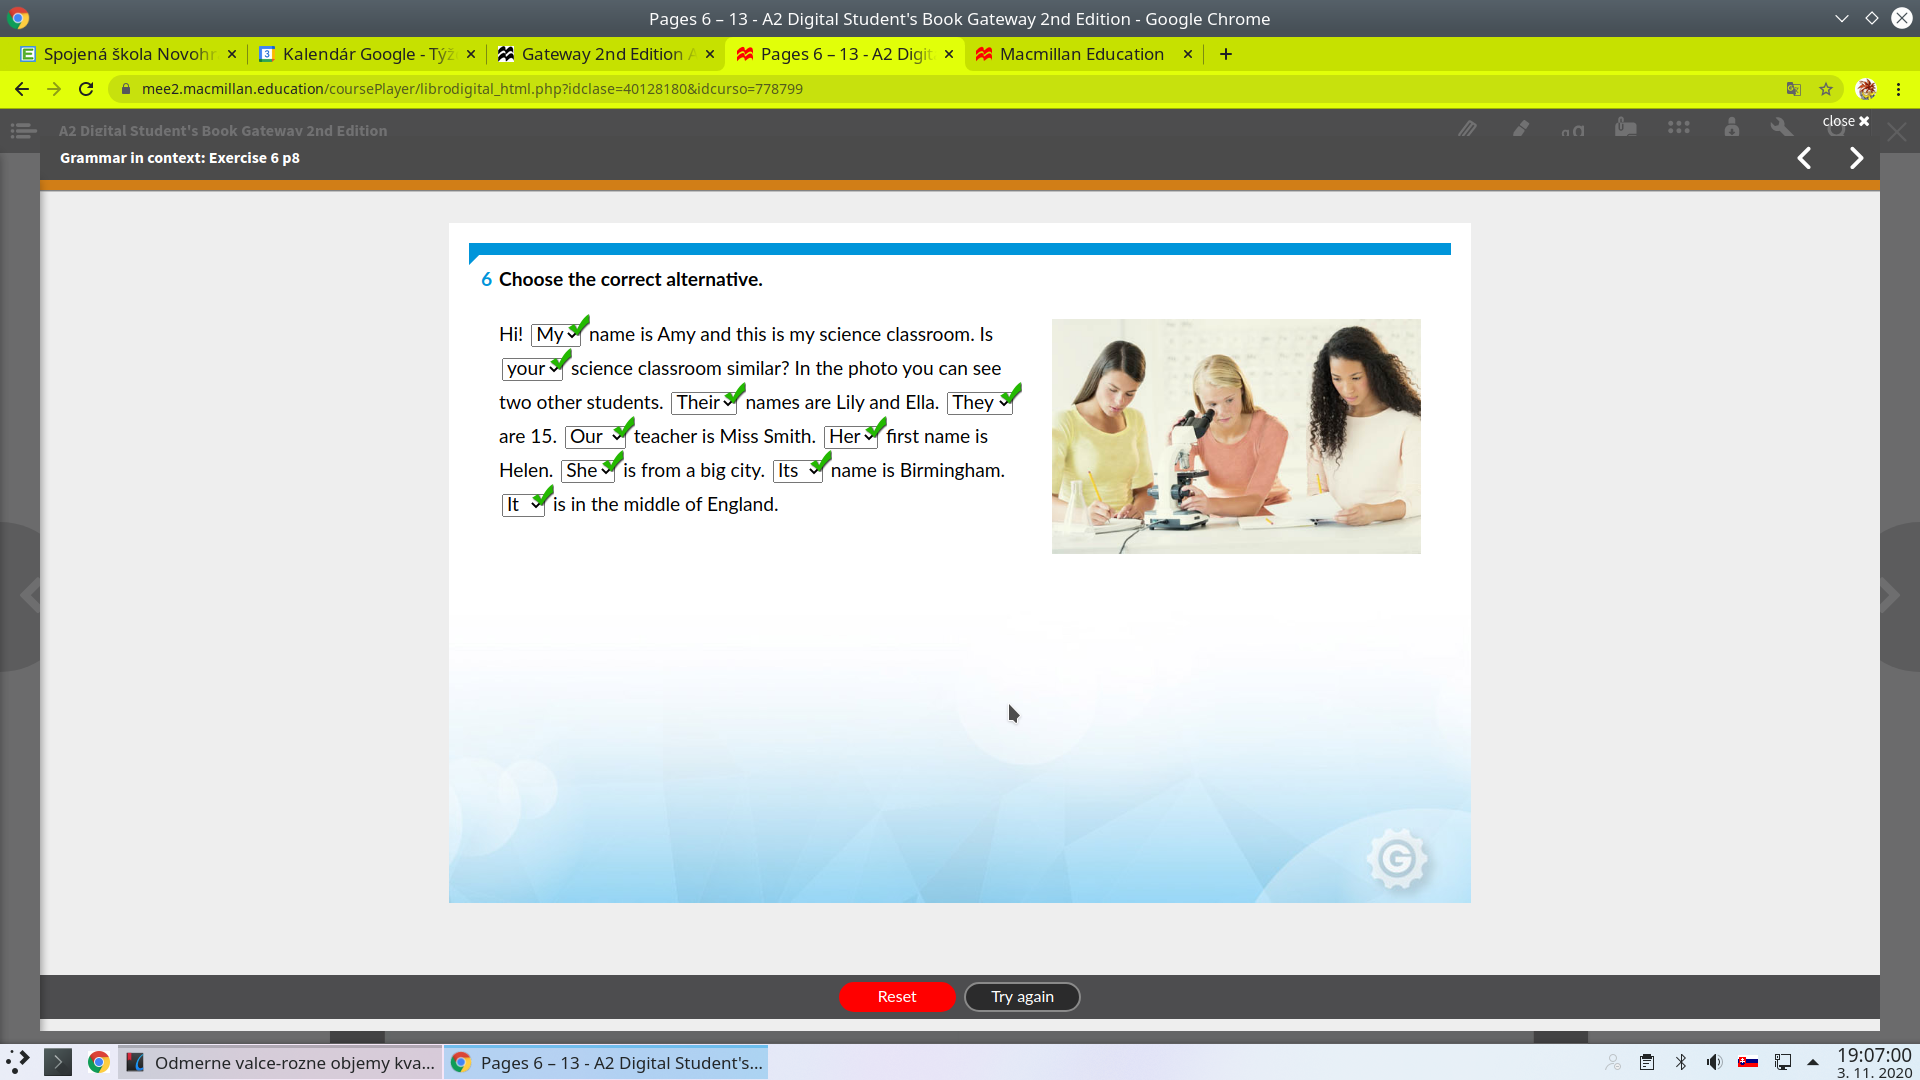 Pages 6 – 13 - A2 Digital Student's Book Gateway 2nd Edition - Google Chrome
Spojená škola Novohr
Kalendár Google - Týž
Gateway 2nd Edition A
Pages 6 – 13 - A2 Digit
Macmillan Education
mee2.macmillan.education/coursePlayer/librodigital_html.php?idclase=40128180&idcurso=778799
A2 Digital Student's Book Gateway 2nd Edition
close
Grammar in context: Exercise 6 p8
6 Choose the correct alternative.
Hi! My name is Amy and this is my science classroom. Is
your science classroom similar? In the photo you can see
two other students. Their names are Lily and Ella. They
are 15. Our teacher is Miss Smith. Her first name is
Helen. She is from a big city. Its name is Birmingham.
It is in the middle of England.
G
Reset
Try again
Odmerne valce-rozne objemy kva...
Pages 6 – 13 - A2 Digital Student's...
19:07:00
3. 11. 2020